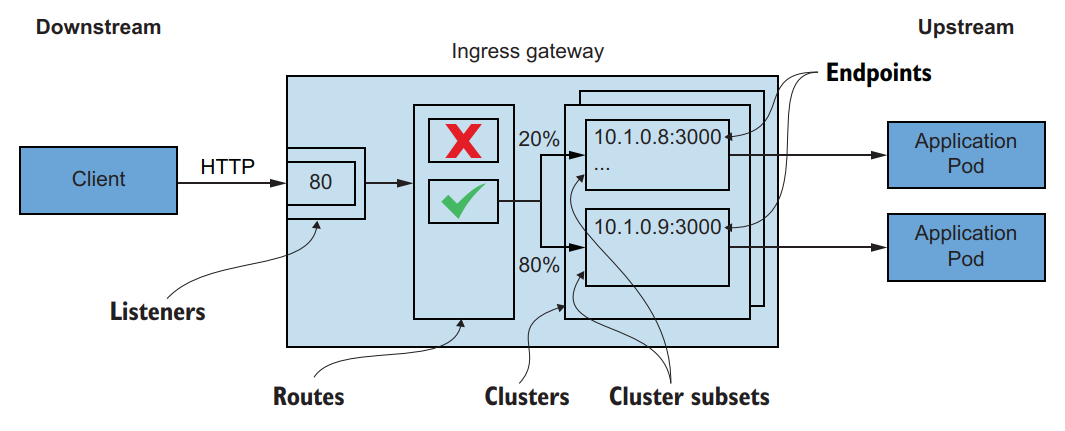 Downstream
Upstream
Ingress gateway
Endpoints
Client
HTTP
80
20%
80%
10.1.0.8:3000
...
10.1.0.9:3000
Application
Pod
Application
Pod
Listeners
Routes
Clusters
Cluster subsets